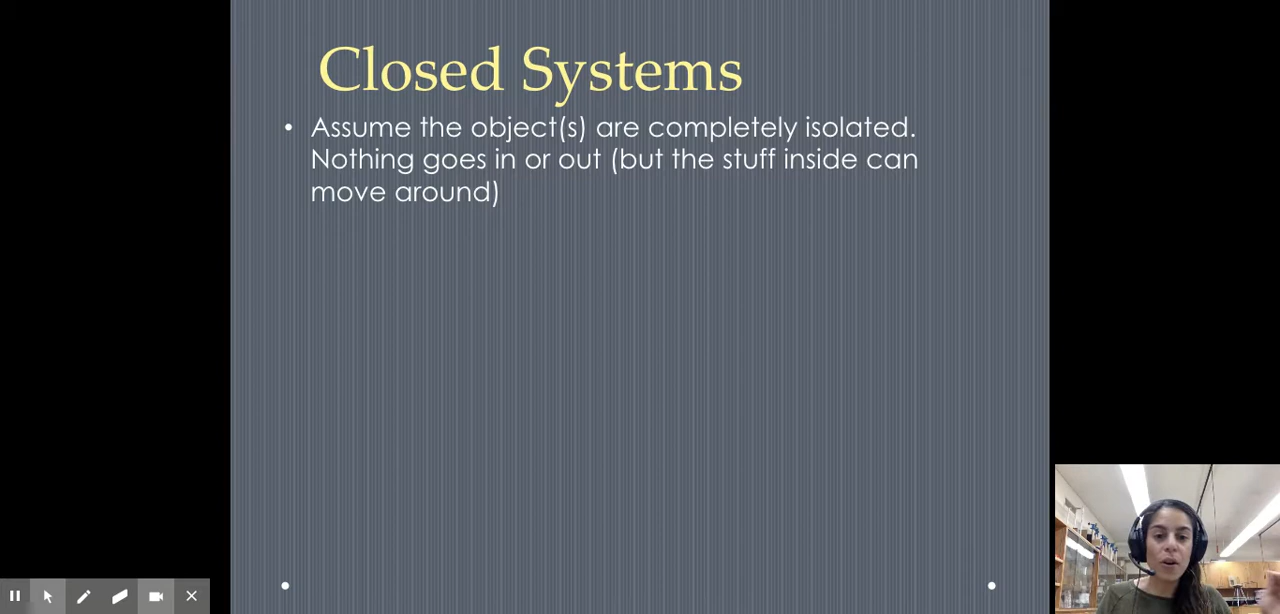 Closed Systems
• Assume the object(s) are completely isolated.
Nothing goes in or out (but the stuff inside can
move around)